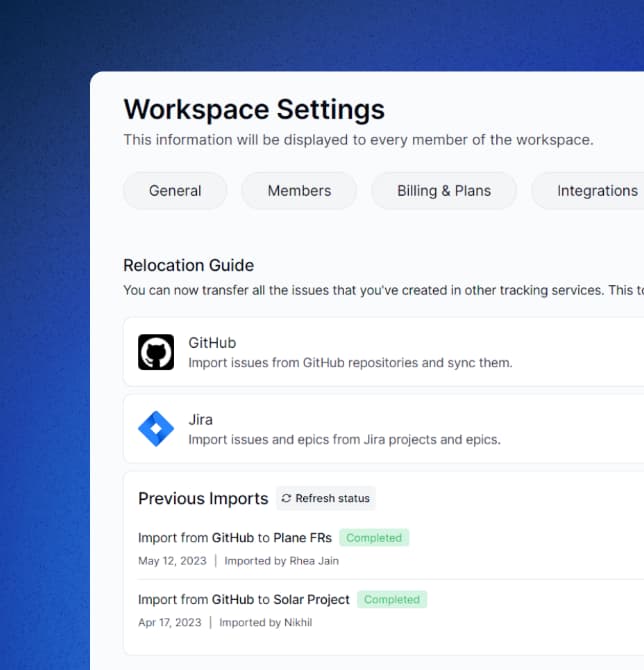 Workspace Settings
This information will be displayed to every member of the workspace.
General Members Billing & Plans Integrations
Relocation Guide
You can now transfer all the issues that you've created in other tracking services. This
GitHub
Import issues from GitHub repositories and sync them.
Jira
Import issues and epics from Jira projects and epics.
Previous Imports Refresh status
Import from GitHub to Plane FRs Completed
May 12, 2023 | Imported by Rhea Jain
Import from GitHub to Solar Project Completed
Apr 17, 2023 | Imported by Nikhil